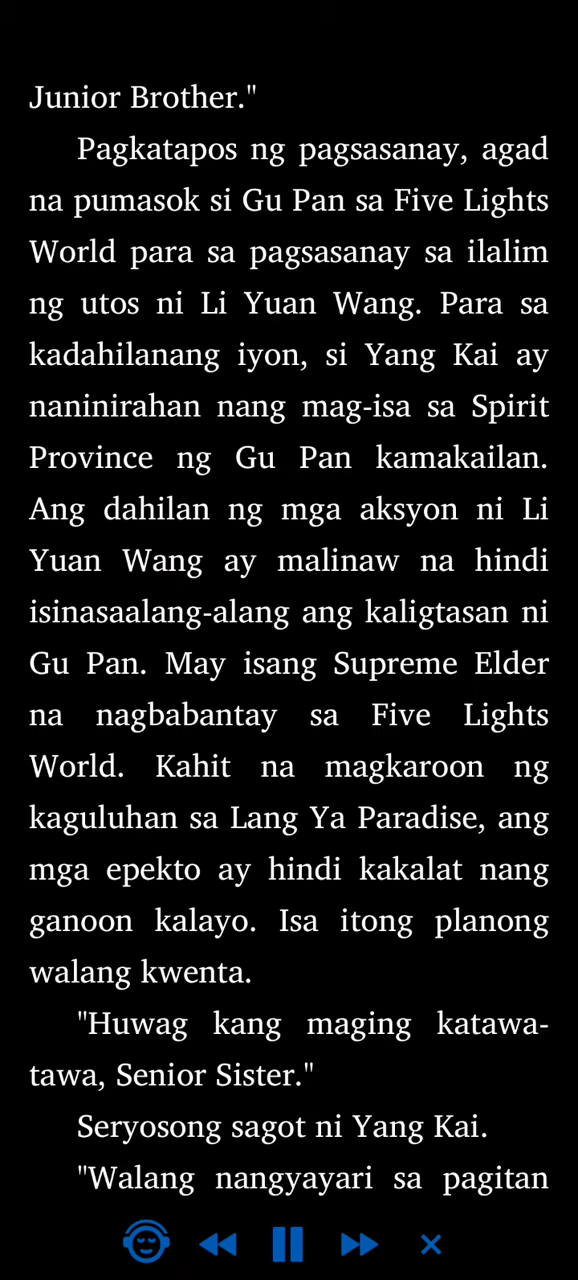 Junior Brother."
Pagkatapos ng pagsasanay, agad
na pumasok si Gu Pan sa Five Lights
World para sa pagsasanay sa ilalim
ng utos ni Li Yuan Wang. Para sa
kadahilanang iyon, si Yang Kai ay
naninirahan nang mag-isa sa Spirit
Province ng Gu Pan kamakailan.
Ang dahilan ng mga aksyon ni Li
Yuan Wang ay malinaw na hindi
isinasaalang-alang ang kaligtasan ni
Gu Pan. May isang Supreme Elder
na nagbabantay sa Five Lights
World. Kahit na magkaroon ng
kaguluhan sa Lang Ya Paradise, ang
mga epekto ay hindi kakalat nang
ganoon kalayo. Isa itong planong
walang kwenta.
"Huwag kang maging katawa-
tawa, Senior Sister."
Seryosong sagot ni Yang Kai.
"Walang nangyayari sa pagitan